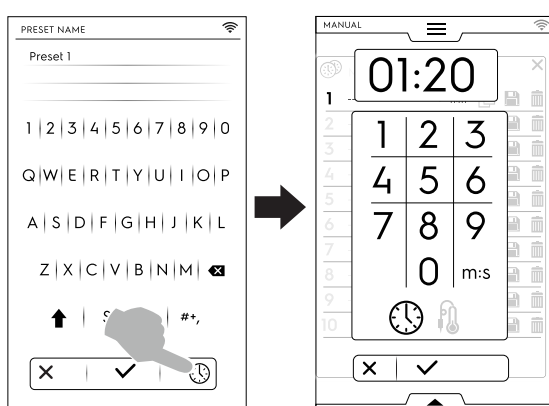 PRESET NAME
Preset 1
1 2 3 4 5 6 7 8 9 0
Q W E R T Y U I O P
A S D F G H J K L
Z X C V B N M
#+,
MANUAL
01:20
1
2
3
4
5
6
7
8
9
10
1 2 3
4 5 6
7 8 9
0 m:s